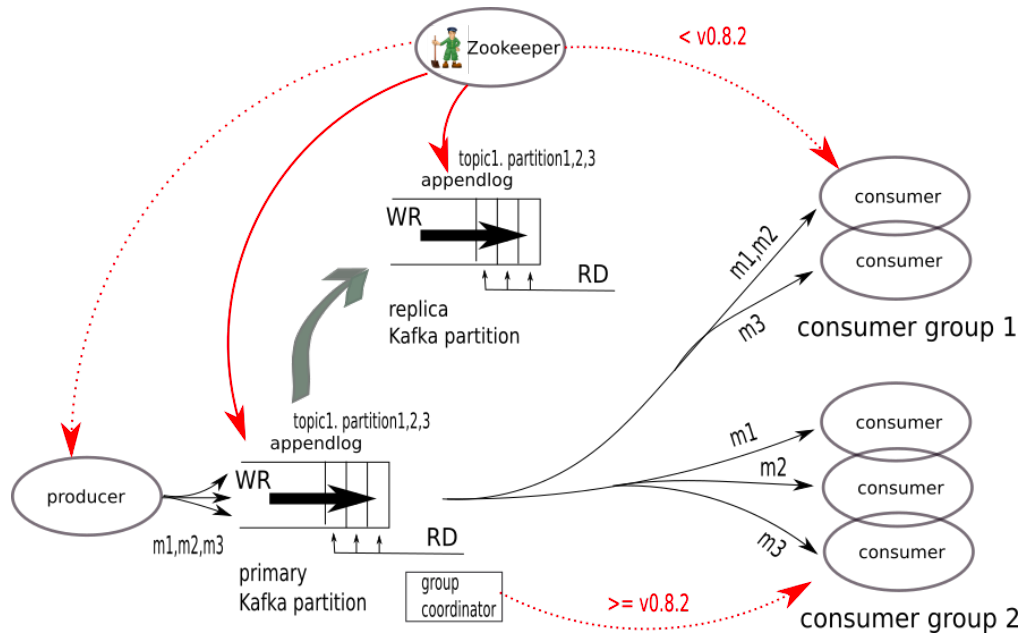 Zookeeper
< v0.8.2
topic1. partition1,2,3
appendlog
WR
RD
replica
Kafka partition
consumer
consumer
m1,m2
m3
consumer group 1
topic1. partition1,2,3
appendlog
producer
m1,m2,m3
WR
RD
primary
Kafka partition
group
coordinator
>= v0.8.2
m1
m2
m3
consumer
consumer
consumer
consumer group 2